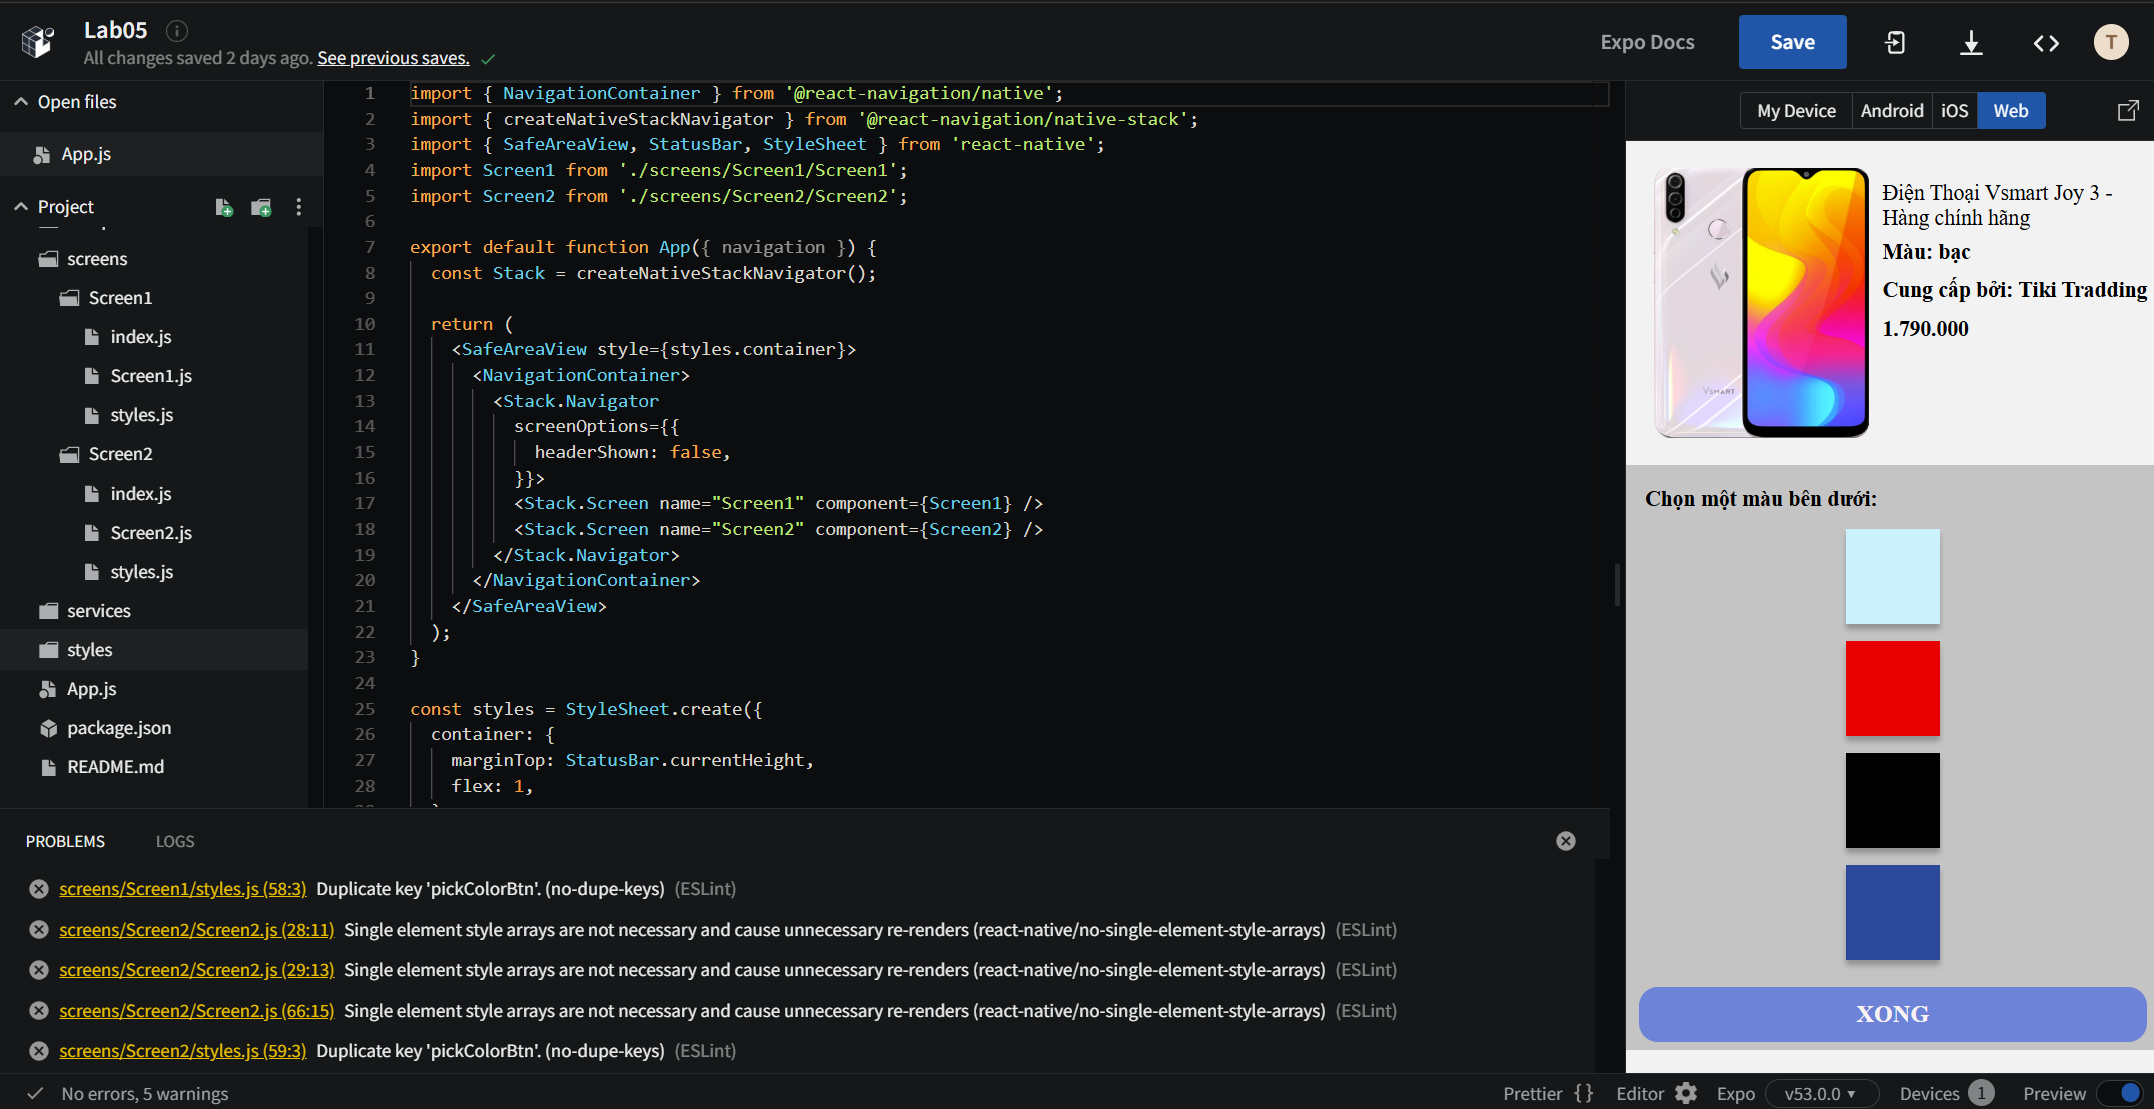 Lab05
All changes saved 2 days ago. See previous saves.
Expo Docs
Save
T
Open files
App.js
Project
screens
Screen1
index.js
Screen1.js
styles.js
Screen2
index.js
Screen2.js
styles.js
services
styles
App.js
package.json
README.md
1 import { NavigationContainer } from '@react-navigation/native';
2 import { createNativeStackNavigator } from '@react-navigation/native-stack';
3 import { SafeAreaView, StatusBar, StyleSheet } from 'react-native';
4 import Screen1 from './screens/Screen1/Screen1';
5 import Screen2 from './screens/Screen2/Screen2';
6
7 export default function App({ navigation }) {
8 const Stack = createNativeStackNavigator();
9
10 return (
11 <SafeAreaView style={styles.container}>
12 <NavigationContainer>
13 <Stack.Navigator
14 screenOptions={{
15 headerShown: false,
16 }}>
17 <Stack.Screen name="Screen1" component={Screen1} />
18 <Stack.Screen name="Screen2" component={Screen2} />
19 </Stack.Navigator>
20 </NavigationContainer>
21 </SafeAreaView>
22 );
23 }
24
25 const styles = StyleSheet.create({
26 container: {
27 marginTop: StatusBar.currentHeight,
28 flex: 1,
My Device Android iOS Web
VSMART
Điện Thoại Vsmart Joy 3 -
Hàng chính hãng
Màu: bạc
Cung cấp bởi: Tiki Tradding
1.790.000
Chọn một màu bên dưới:
XONG
PROBLEMS LOGS
screens/Screen1/styles.js (58:3) Duplicate key 'pickColorBtn'. (no-dupe-keys) (ESLint)
screens/Screen2/Screen2.js (28:11) Single element style arrays are not necessary and cause unnecessary re-renders (react-native/no-single-element-style-arrays) (ESLint)
screens/Screen2/Screen2.js (29:13) Single element style arrays are not necessary and cause unnecessary re-renders (react-native/no-single-element-style-arrays) (ESLint)
screens/Screen2/Screen2.js (66:15) Single element style arrays are not necessary and cause unnecessary re-renders (react-native/no-single-element-style-arrays) (ESLint)
screens/Screen2/styles.js (59:3) Duplicate key 'pickColorBtn'. (no-dupe-keys) (ESLint)
No errors, 5 warnings
Prettier {} Editor Expo v53.0.0 Devices 1 Preview